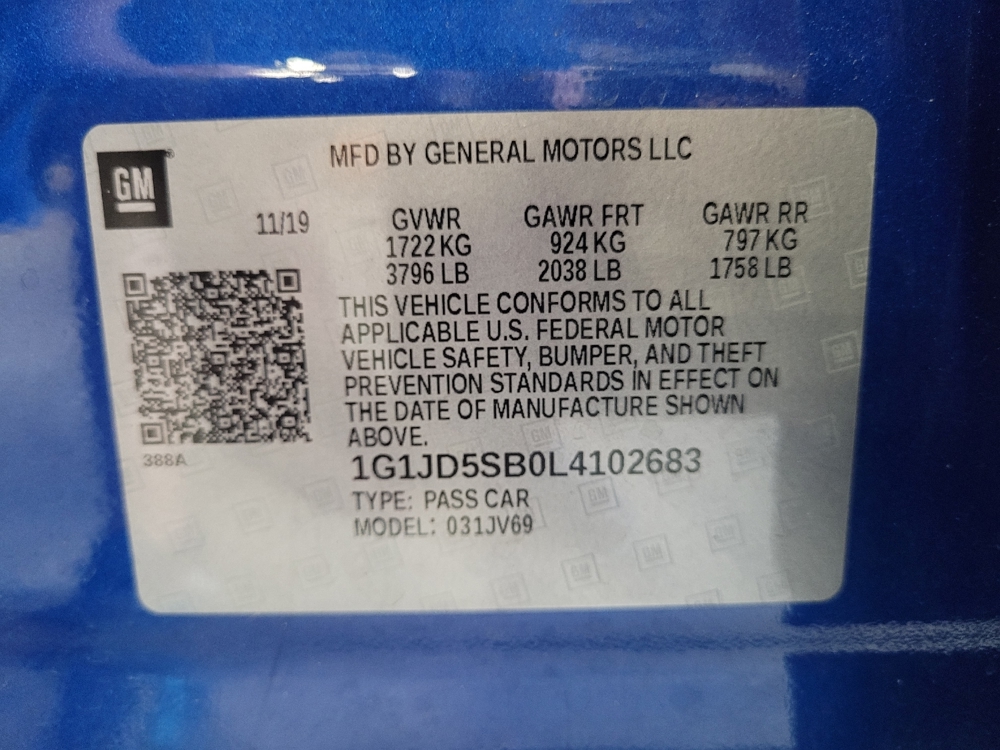 MFD BY GENERAL MOTORS LLC
GM
11/19
GVWR GAWR FRT GAWR RR
1722 KG 924 KG 797 KG
3796 LB 2038 LB 1758 LB
THIS VEHICLE CONFORMS TO ALL
APPLICABLE U.S. FEDERAL MOTOR
VEHICLE SAFETY, BUMPER, AND THEFT
PREVENTION STANDARDS IN EFFECT ON
THE DATE OF MANUFACTURE SHOWN
ABOVE.
388A
1G1JD5SB0L4102683
TYPE: PASS CAR
MODEL: 031JV69